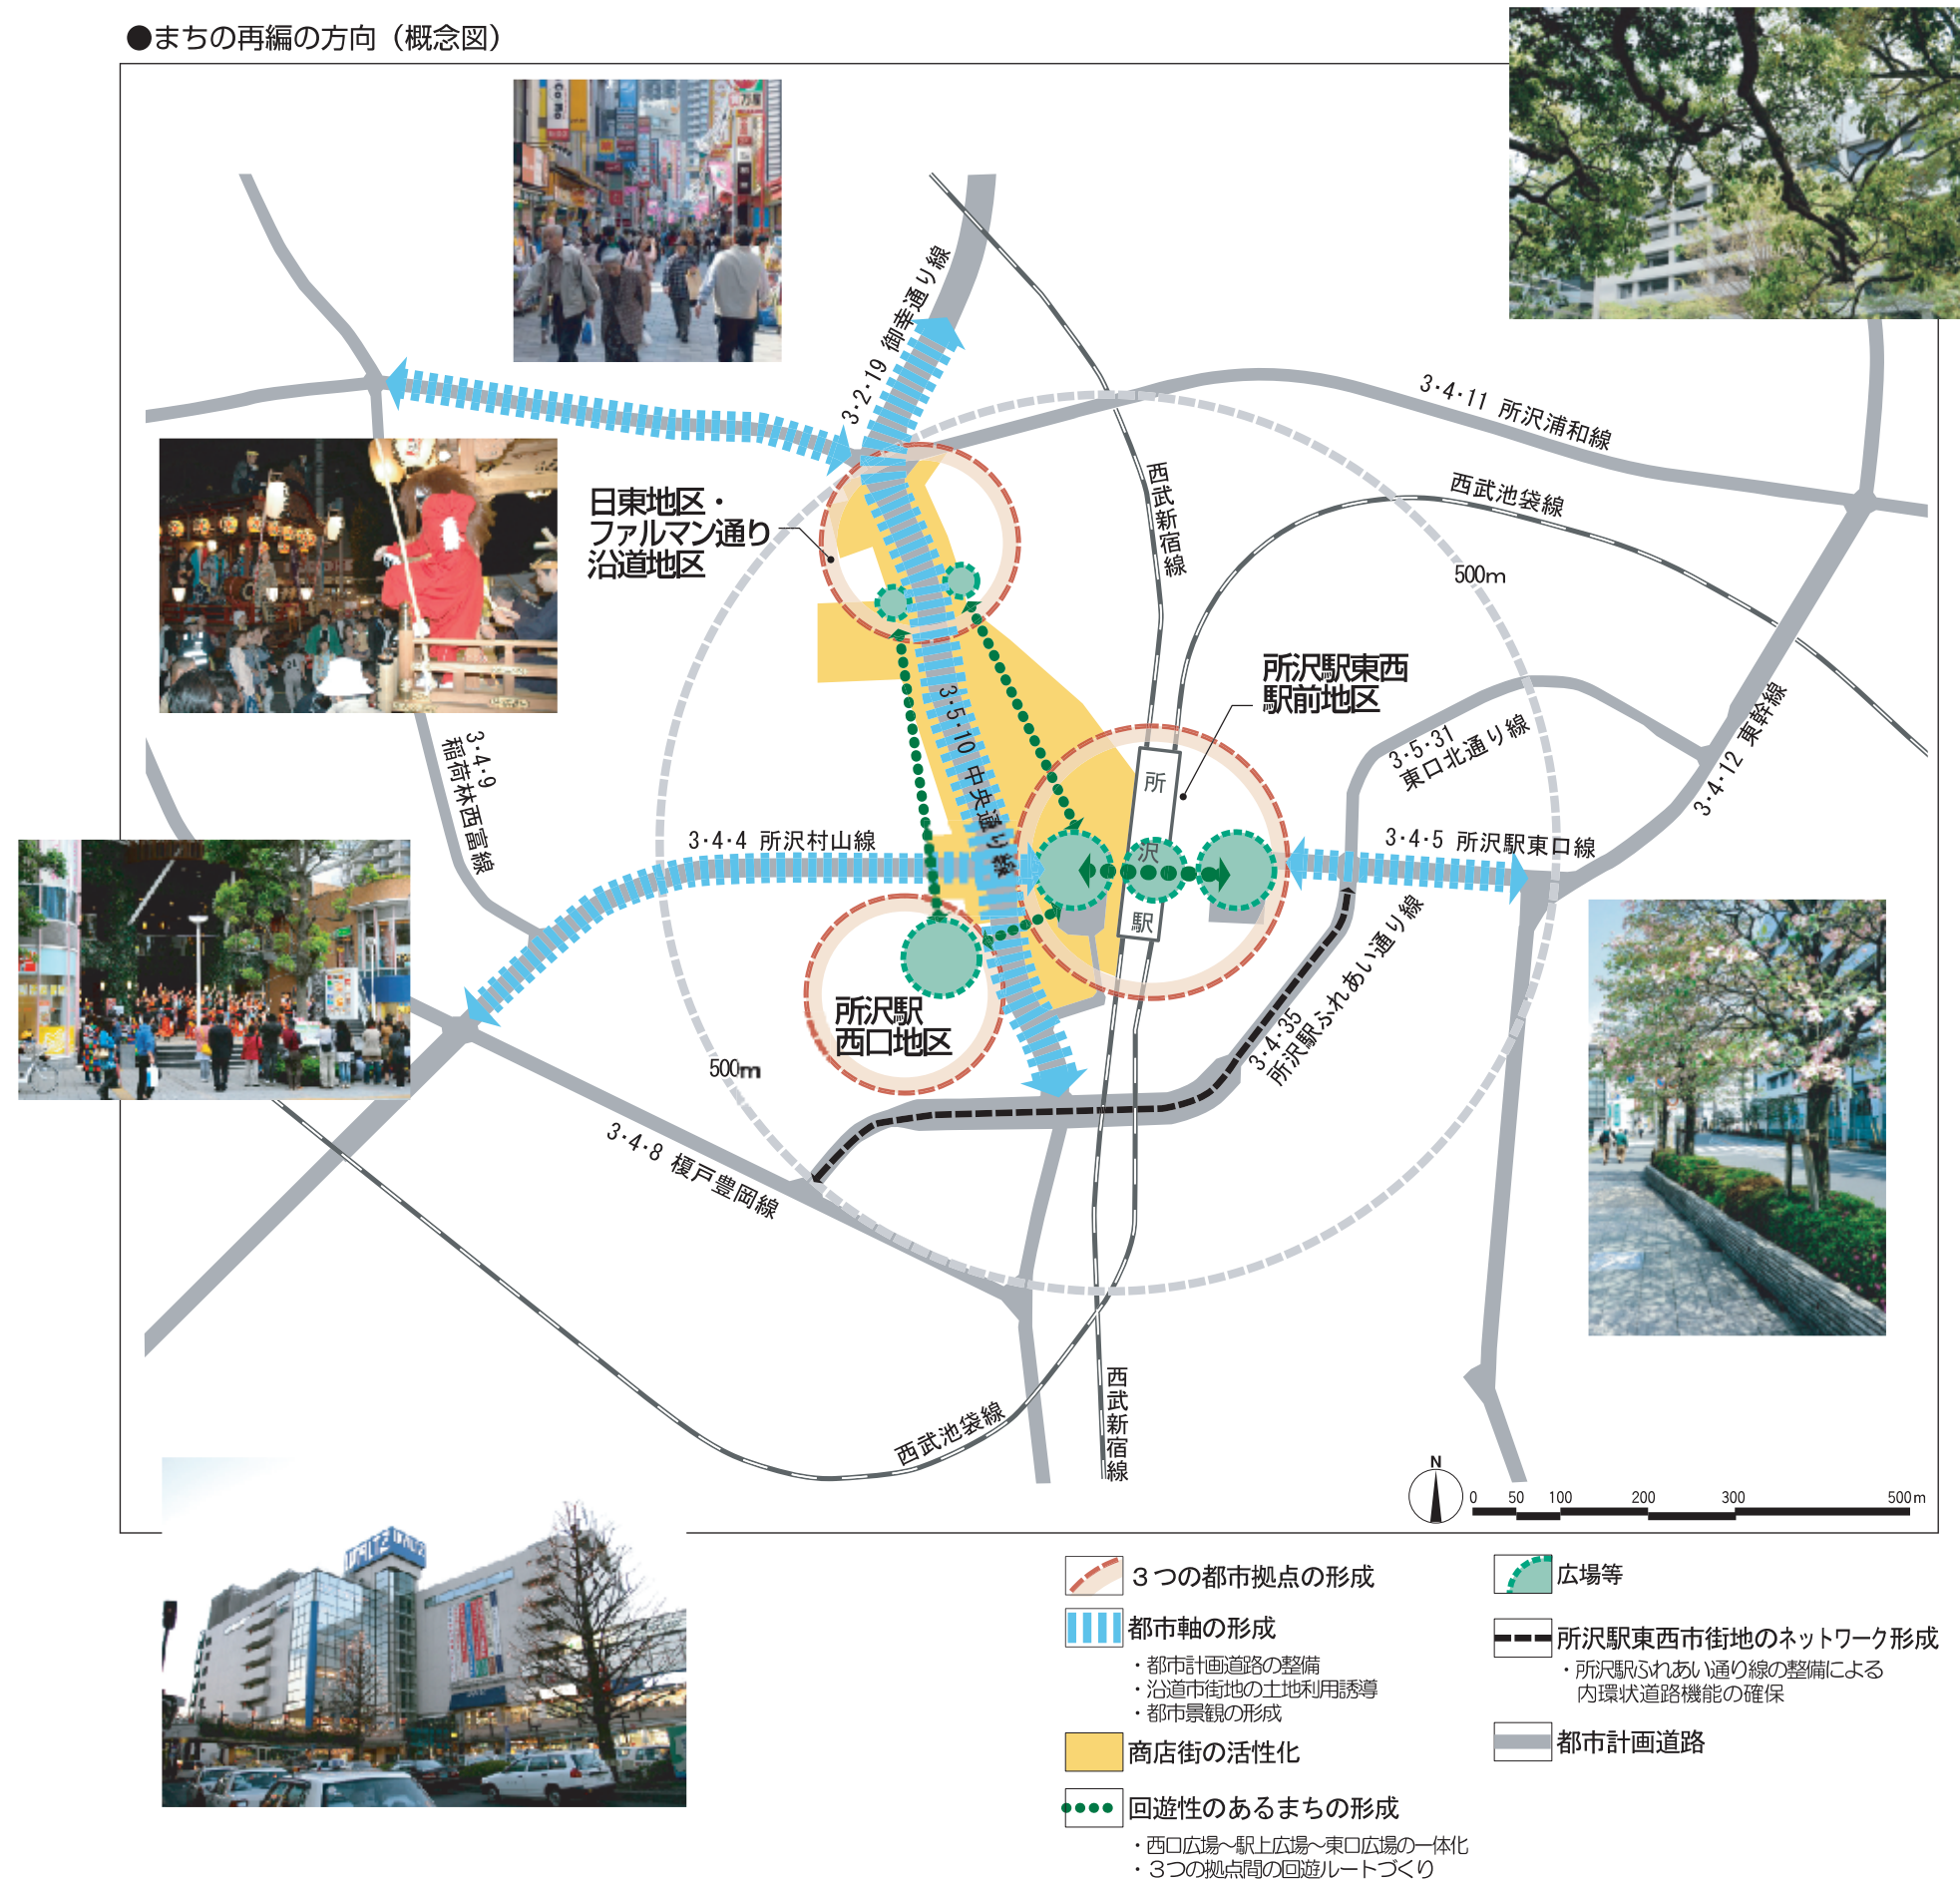 ●まちの再編の方向（概念図）
3・2・19 御幸通り線
3・4・11 所沢浦和線
西武新宿線
西武池袋線
500m
日東地区・
ファルマン通り
沿道地区
所沢駅東西
駅前地区
3・5・10 中央通り線
3・5・31
東口北通り線
3・4・12 東幹線
3・4・9
稲荷林西富線
3・4・4 所沢村山線
3・4・5 所沢駅東口線
所沢駅
所沢駅
西口地区
3・4・35
所沢駅ふれあい通り線
500m
3・4・8 榎戸豊岡線
西武池袋線
西武新宿線
N
0 50 100 200 300 500m
３つの都市拠点の形成
都市軸の形成
・都市計画道路の整備
・沿道市街地の土地利用誘導
・都市景観の形成
商店街の活性化
回遊性のあるまちの形成
・西口広場〜駅上広場〜東口広場の一体化
・３つの拠点間の回遊ルートづくり
広場等
所沢駅東西市街地のネットワーク形成
・所沢駅ふれあい通り線の整備による
内環状道路機能の確保
都市計画道路